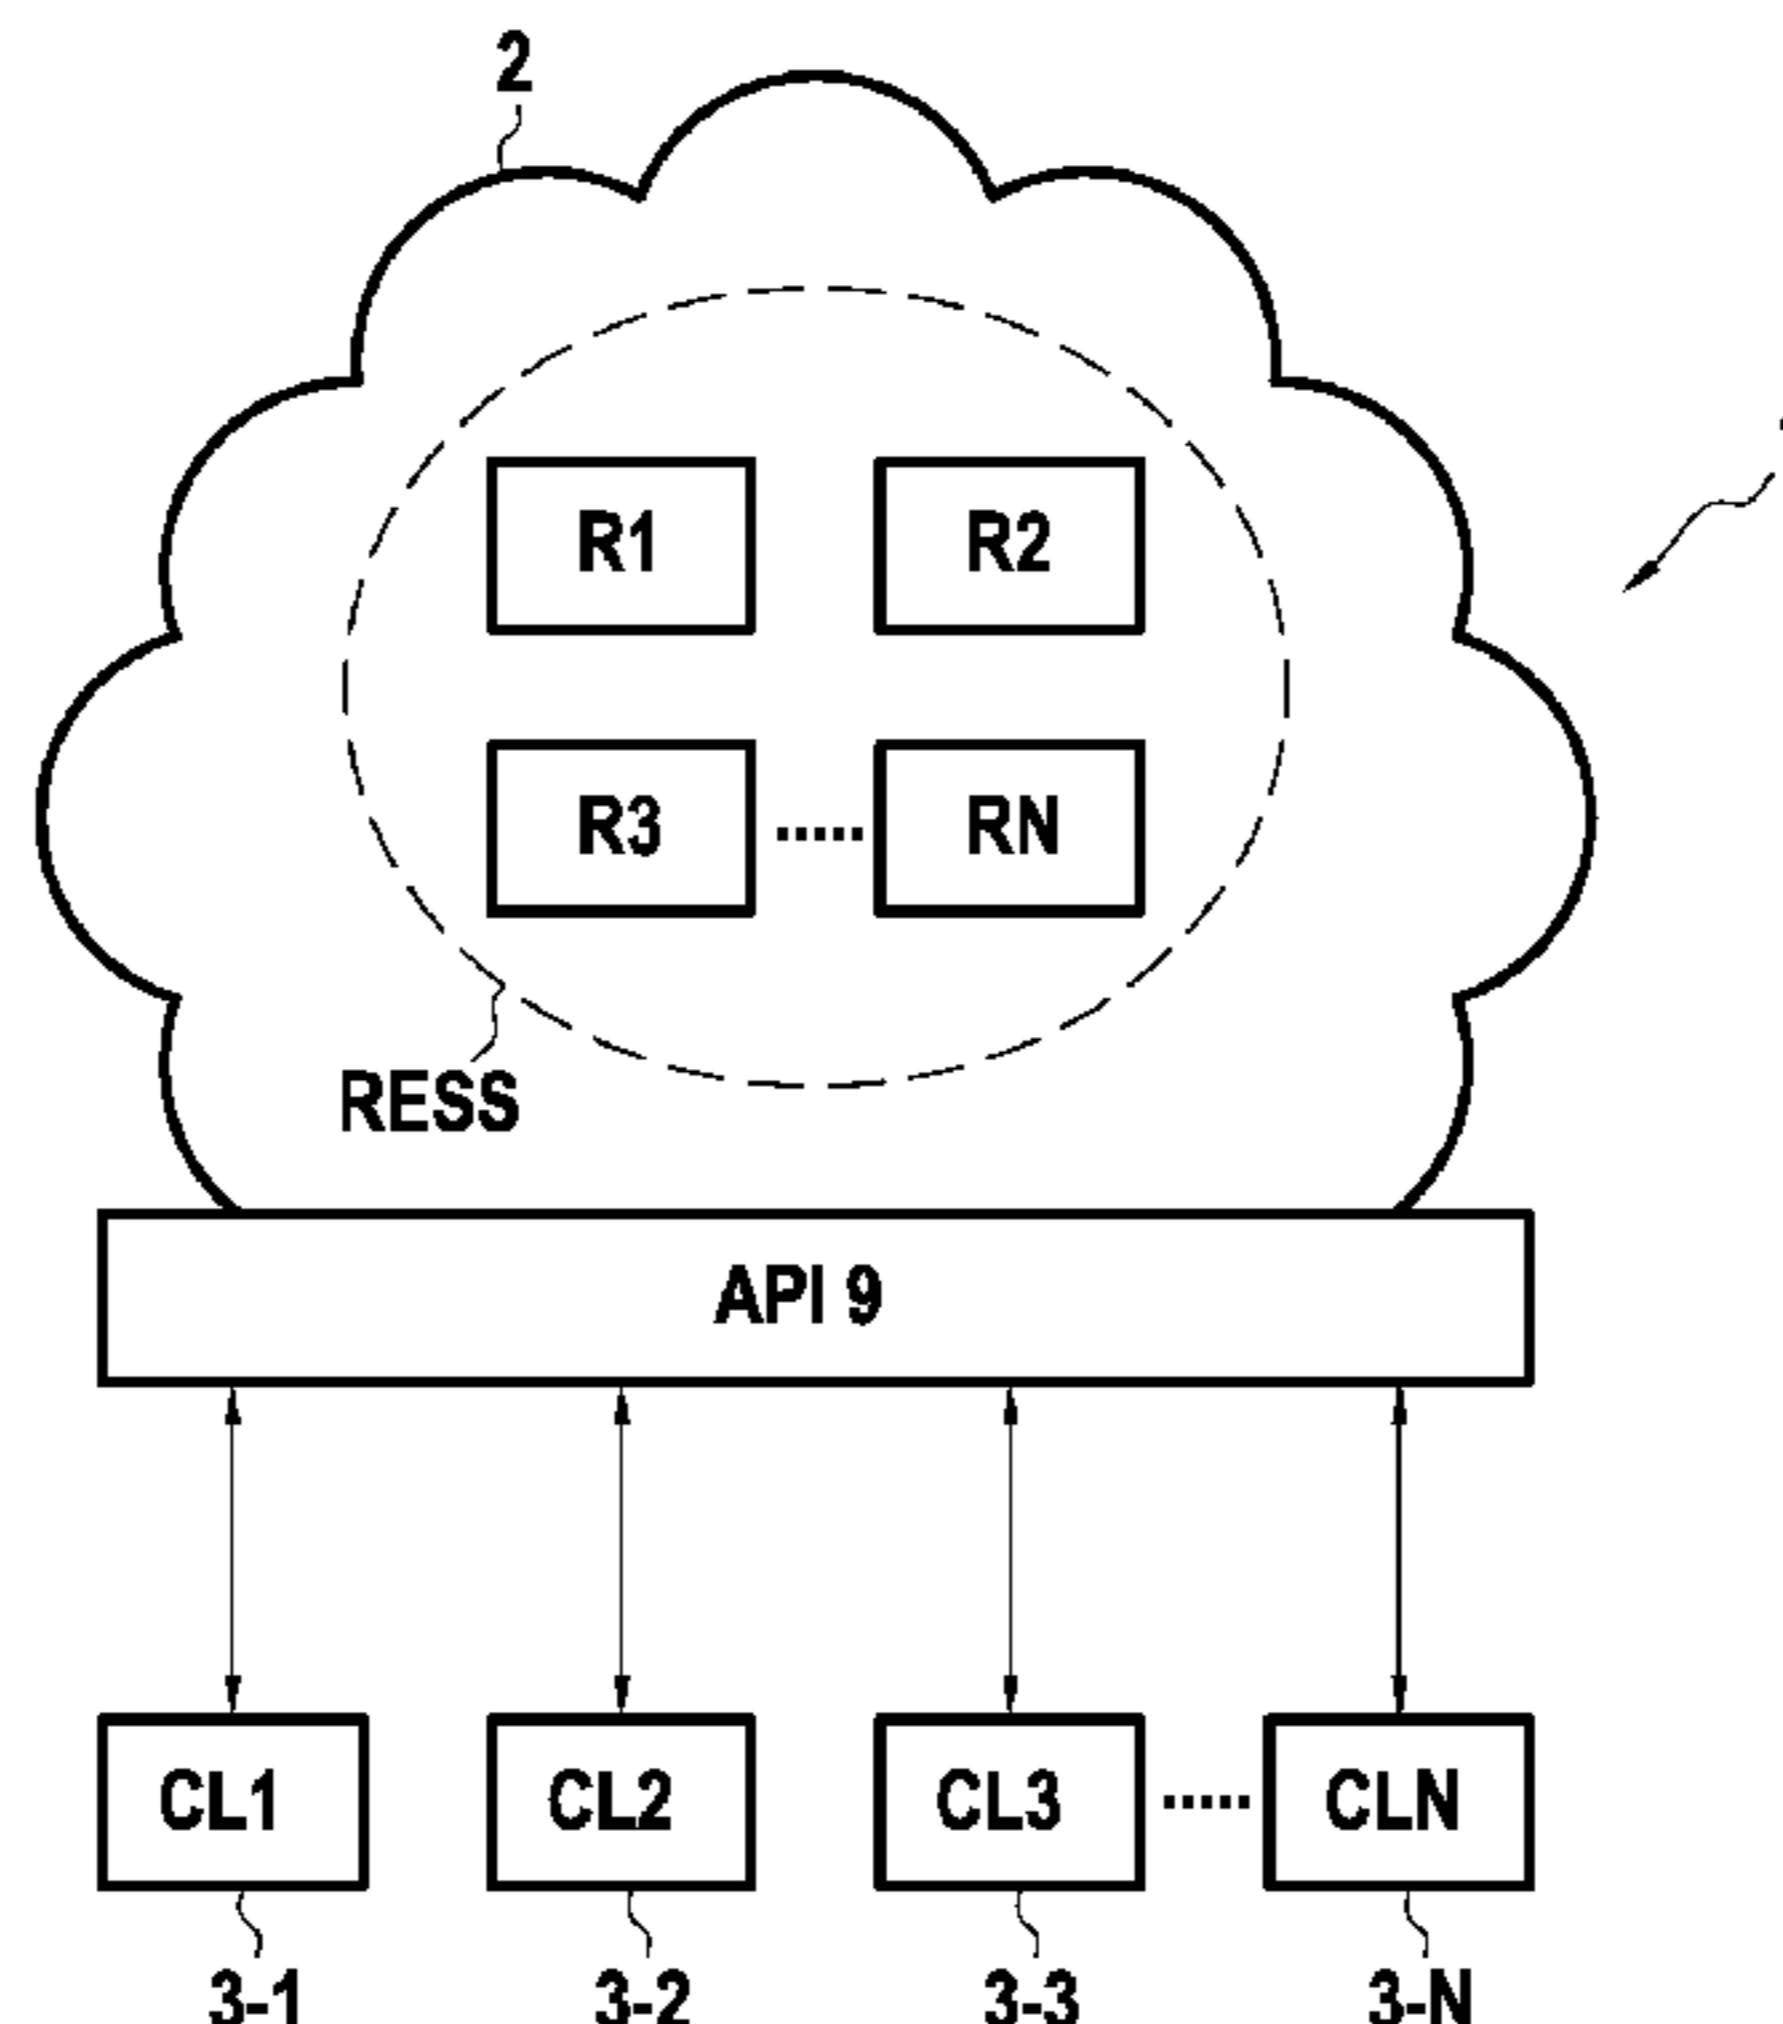 2
R1 R2
R3 ..... RN
RESS
API 9
CL1 CL2 CL3 ..... CLN
3-1 3-2 3-3 3-N